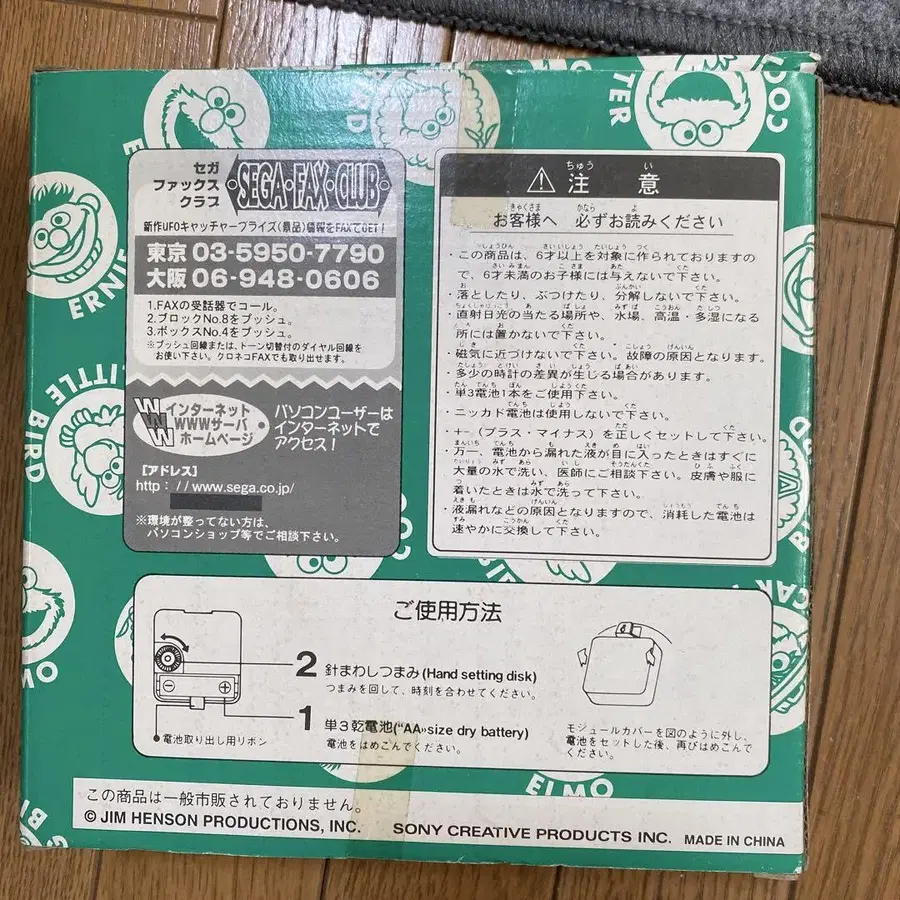 ERNIE
BIRD
COOC
TER
LITTLE BIRD
セガ
ファックス
クラブ
SEGA・FAX・CLUB
新作UFOキャッチャープライズ(景品)情報をFAXでGET!
東京 03-5950-7790
大阪 06-948-0606
1.FAXの受話器でコール。
2.ブロックNo.8をプッシュ。
3.ボックスNo.4をプッシュ。
※プッシュ回線または、トーン切替付のダイヤル回線を
お使い下さい。クロネコFAXでも取り出せます。
WWW
インターネット
WWWサーバ
ホームページ
パソコンユーザーは
インターネットで
アクセス!
[アドレス]
http://www.sega.co.jp/
※環境が整ってない方は、
パソコンショップ等でご相談下さい。
ちゅう い
⚠注 意
きゃくさま かなら よ
お客様へ 必ずお読みください
・この商品は、6才以上を対象に作られておりますの
で、6才未満のお子様には与えないで下さい。
・落としたり、ぶつけたり、分解しないで下さい。
・直射日光の当たる場所や、水場、高温・多湿になる
所には置かないで下さい。
・磁気に近づけないで下さい。故障の原因となります。
・多少の時計の差異が生じる場合があります。
・単3電池1本をご使用下さい。
・ニッカド電池は使用しないで下さい。
・+-(プラス・マイナス)を正しくセットして下さい。
・万一、電池から漏れた液が目に入ったときはすぐに
大量の水で洗い、医師にご相談下さい。皮膚や服に
着いたときは水で洗って下さい。
・液漏れなどの原因となりますので、消耗した電池は
速やかに交換して下さい。
ご使用方法
2 針まわしつまみ(Hand setting disk)
つまみを回して、時刻を合わせてください。
1 単3乾電池(“AA”size dry battery)
電池をはめこんでください。
●電池取り出し用リボン
モジュールカバーを図のように外し、
電池をセットした後、再びはめこんで
ください。
ELMO
この商品は一般市販されておりません。
© JIM HENSON PRODUCTIONS, INC. SONY CREATIVE PRODUCTS INC. MADE IN CHINA